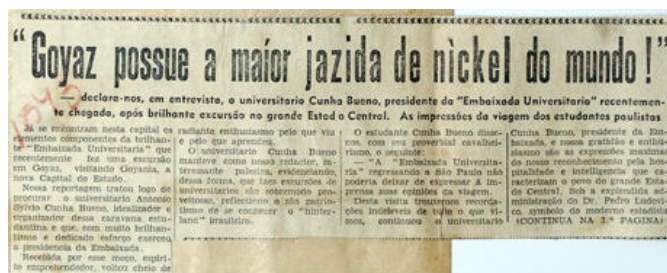 "Goyaz possue a maior jazida de nickel do mundo!"
— declara-nos, em entrevista, o universitario Cunha Bueno, presidente da "Embaixada Universitaria" recentemen-
te chegada, após brilhante excursão no grande Estado Central. As impressões da viagem dos estudantes paulistas
1945
Já se encontram nesta capital os
elementos componentes da brilhan-
te "Embaixada Universitaria" que
recentemente fez uma excursão
em Goyaz, visitando Goyania, a
nova Capital do Estado.
Nossa reportagem tratou logo de
procurar o universitario Antonio
Sylvio Cunha Bueno, idealizador e
organizador dessa caravana estu-
dantina e que, com muito brilhan-
tismo e dedicado esforço exerceu
a presidencia da Embaixada.
Recebida por esse moço, espiri-
to emprehendedor, voltou cheio de
radiante enthusiasmo pelo que viu
e pelo que aprendeu.
O universitario Cunha Bueno
manteve com o nosso redactor, in-
teressante palestra, evidenciando,
dessa forma, que taes excursões de
universitarios são sobremodo pro-
veitosas, reflectindo o são patrio-
tismo de se conhecer o "hinter-
land" brasileiro.
O estudante Cunha Bueno disse-
nos, com seu proverbial cavalhei-
rismo, o seguinte:
— "A "Embaixada Universita-
ria" regressando a São Paulo não
poderia deixar de expressar á im-
prensa suas opiniões da viagem.
Desta visita trouxemos recorda-
ções indeleveis de tudo o que vi-
mos, continuou o universitario
Cunha Bueno, presidente da Em-
baixada, e nossa gratidão e enthu-
siasmo são as expressões maximas
do nosso reconhecimento pela hos-
pitalidade e intelligencia que ca-
racterisam o povo do grande Esta-
do Central. Sob a esplendida ad-
ministração do Dr. Pedro Ludovi-
co, symbolo do moderno estadista
(CONTINUA NA 2.ª PAGINA)